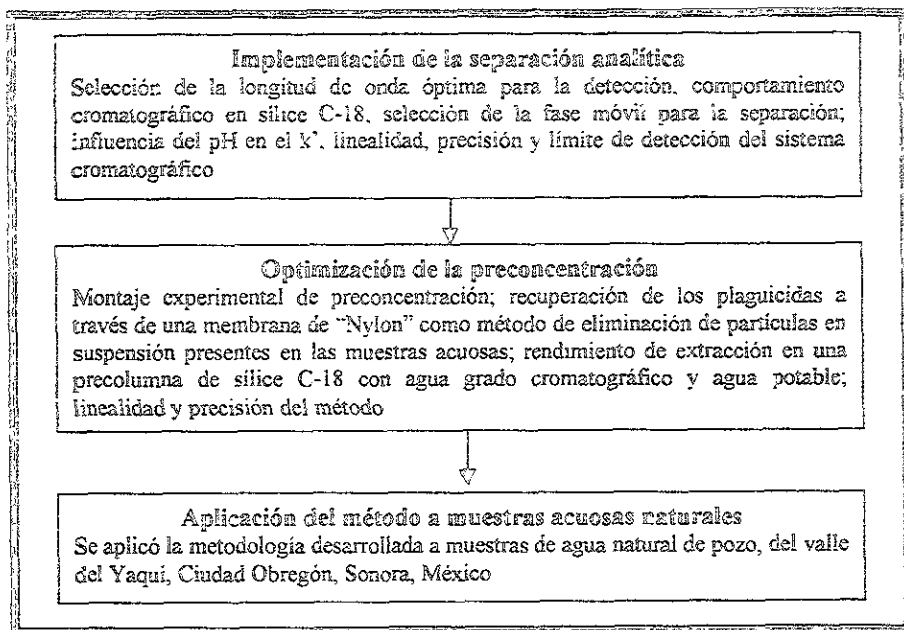 Implementación de la separación analítica
Selección de la longitud de onda óptima para la detección, comportamiento
cromatográfico en sílice C-18, selección de la fase móvil para la separación;
influencia del pH en el k', linealidad, precisión y límite de detección del sistema
cromatográfico
Optimización de la preconcentración
Montaje experimental de preconcentración; recuperación de los plaguicidas a
través de una membrana de "Nylon" como método de eliminación de partículas en
suspensión presentes en las muestras acuosas; rendimiento de extracción en una
precolumna de sílice C-18 con agua grado cromatográfico y agua potable;
linealidad y precisión del método
Aplicación del método a muestras acuosas naturales
Se aplicó la metodología desarrollada a muestras de agua natural de pozo, del valle
del Yaqui, Ciudad Obregón, Sonora, México